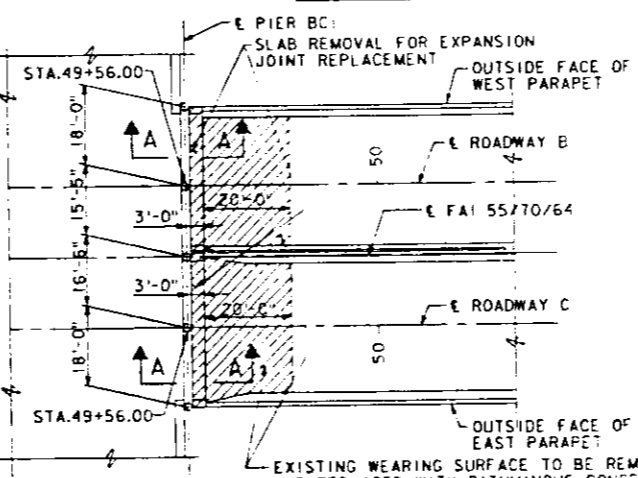 ℄ PIER BC1
SLAB REMOVAL FOR EXPANSION
JOINT REPLACEMENT
STA.49+56.00
OUTSIDE FACE OF
WEST PARAPET
18'-0"
A
A
℄ ROADWAY B
50
15'-5"
20'-0"
3'-0"
℄ FAI 55/70/64
16'-6"
3'-0"
20'-0"
℄ ROADWAY C
18'-0"
50
A
A
STA.49+56.00
OUTSIDE FACE OF
EAST PARAPET
EXISTING WEARING SURFACE TO BE REM